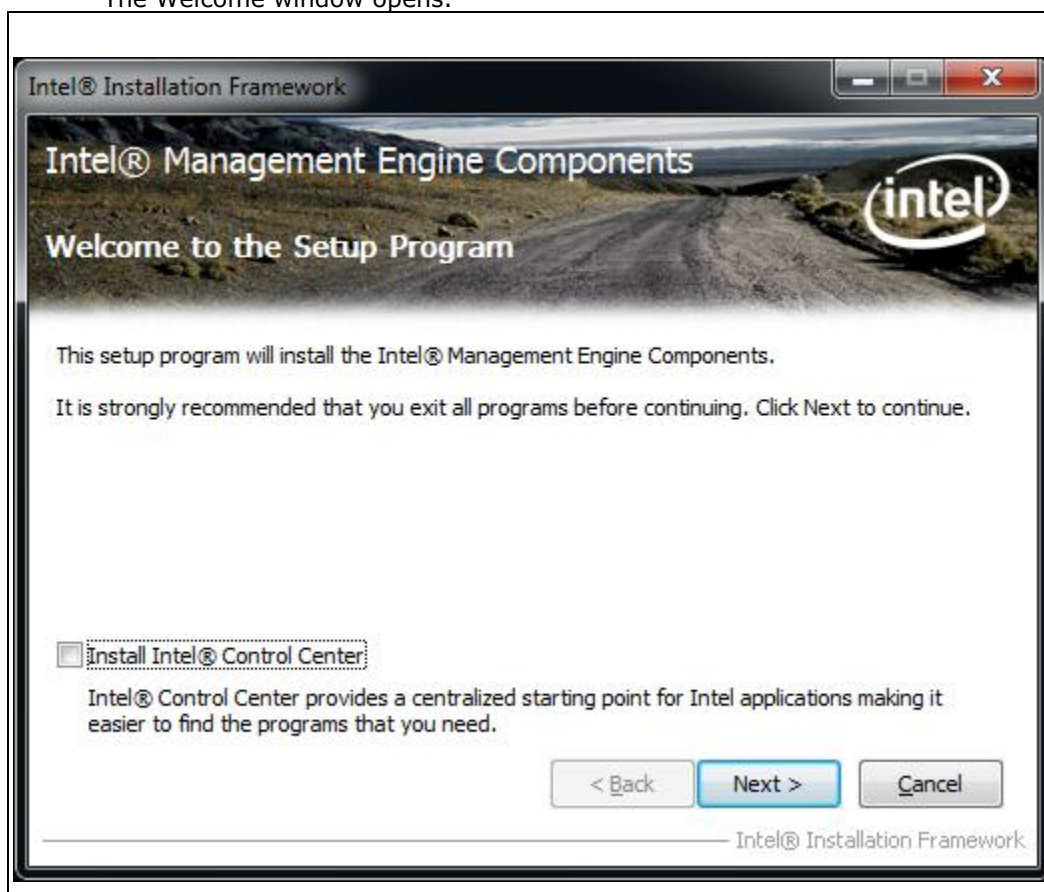 The Welcome window opens.
Intel® Installation Framework
Intel® Management Engine Components
intel
Welcome to the Setup Program
This setup program will install the Intel® Management Engine Components.
It is strongly recommended that you exit all programs before continuing. Click Next to continue.
Install Intel® Control Center
Intel® Control Center provides a centralized starting point for Intel applications making it
easier to find the programs that you need.
< Back Next > Cancel
Intel® Installation Framework